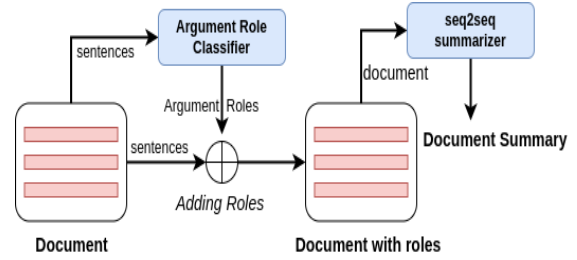 Argument Role
Classifier
seq2seq
summarizer
sentences
document
Argument Roles
sentences
Document Summary
Adding Roles
Document
Document with roles